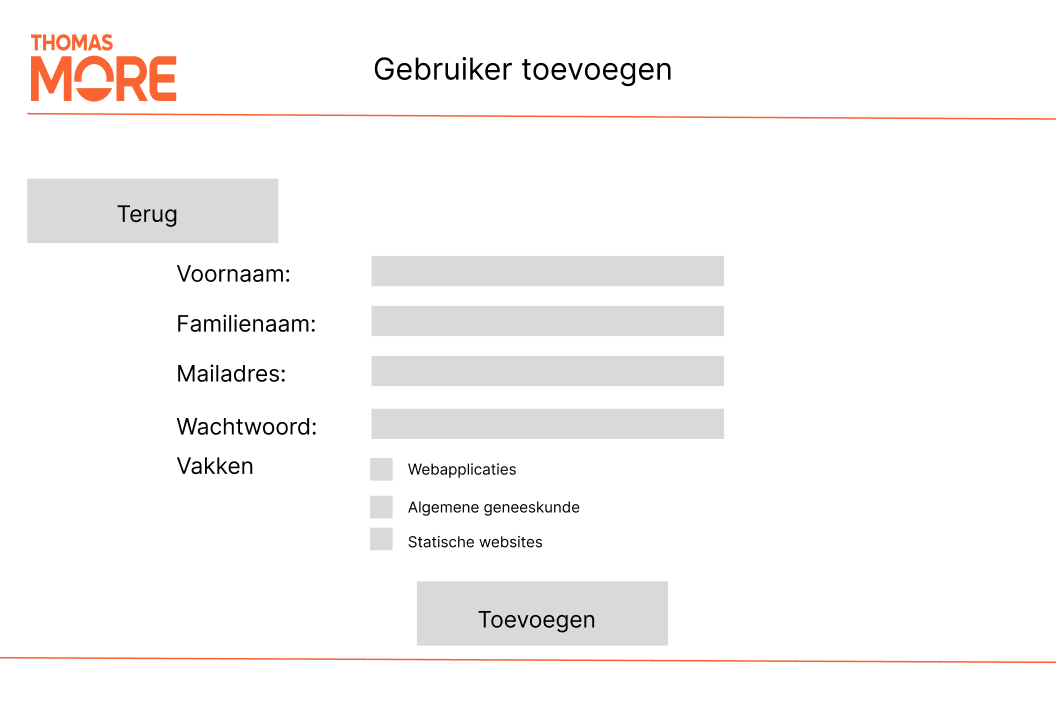 THOMAS
MORE
Gebruiker toevoegen
Terug
Voornaam:
Familienaam:
Mailadres:
Wachtwoord:
Vakken
Webapplicaties
Algemene geneeskunde
Statische websites
Toevoegen